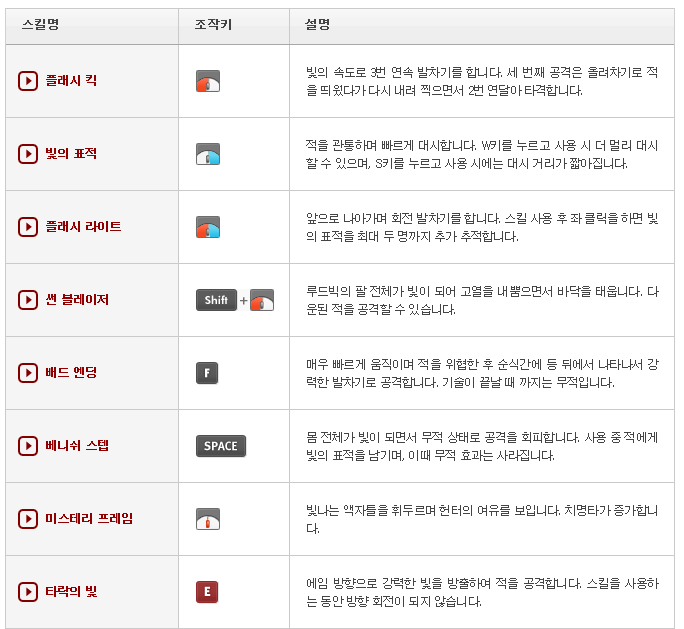 스킬명 조작키 설명
플래시 킥
빛의 속도로 3번 연속 발차기를 합니다. 세 번째 공격은 올려차기로 적
을 띄웠다가 다시 내려 찍으면서 2번 연달아 타격합니다.
빛의 표적
적을 관통하며 빠르게 대시합니다. W키를 누르고 사용 시 더 멀리 대시
할 수 있으며, S키를 누르고 사용 시에는 대시 거리가 짧아집니다.
플래시 라이트
앞으로 나아가며 회전 발차기를 합니다. 스킬 사용 후 좌 클릭을 하면 빛
의 표적을 최대 두 명까지 추가 추적합니다.
썬 블레이저
Shift +
루드빅의 팔 전체가 빛이 되어 고열을 내뿜으면서 바닥을 태웁니다. 다
운된 적을 공격할 수 있습니다.
배드 엔딩
F
매우 빠르게 움직이며 적을 위협한 후 순식간에 등 뒤에서 나타나서 강
력한 발차기로 공격합니다. 기술이 끝날 때 까지는 무적입니다.
베니쉬 스텝
SPACE
몸 전체가 빛이 되면서 무적 상태로 공격을 회피합니다. 사용 중 적에게
빛의 표적을 남기며, 이때 무적 효과는 사라집니다.
미스테리 프레임
빛나는 액자들을 휘두르며 헌터의 여유를 보입니다. 치명타가 증가합니
다.
타락의 빛
E
에임 방향으로 강력한 빛을 방출하여 적을 공격합니다. 스킬을 사용하
는 동안 방향 회전이 되지 않습니다.